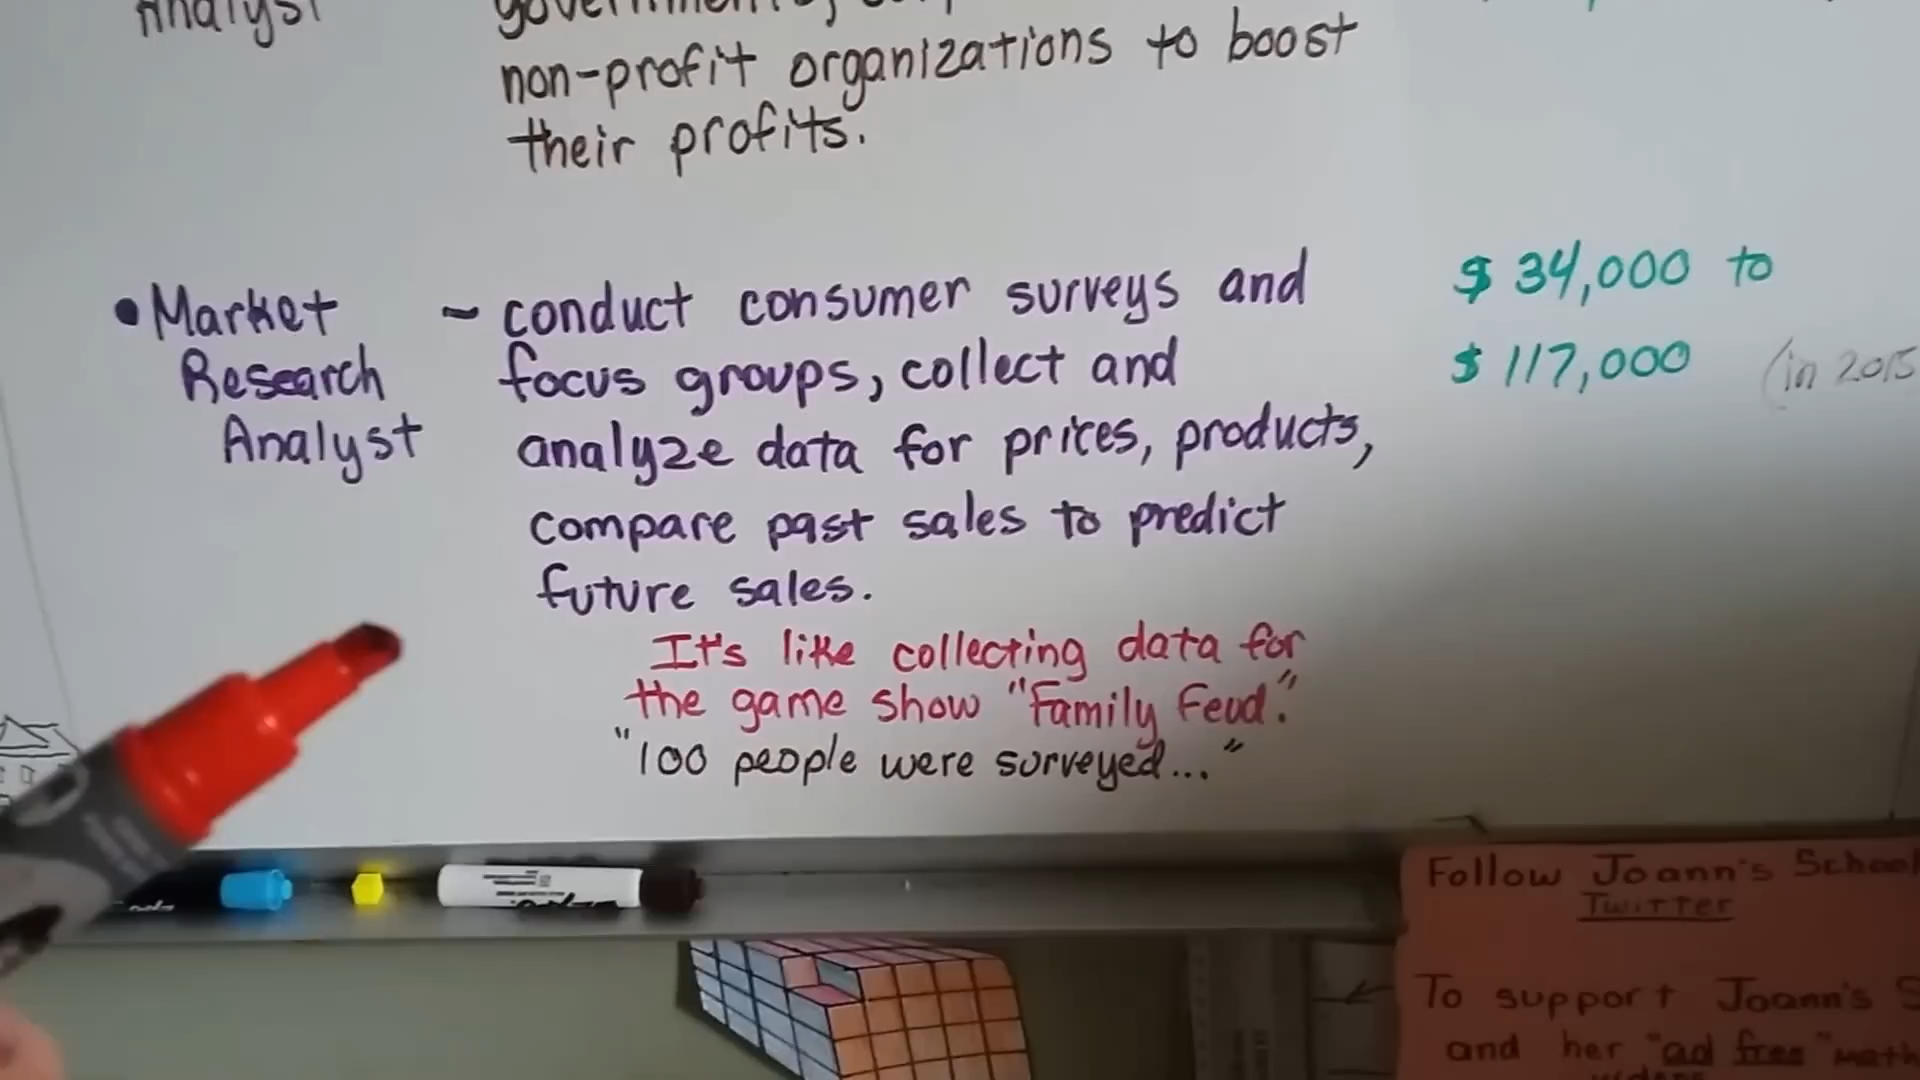 Analyst
non-profit organizations to boost
their profits.
• Market ~ conduct consumer surveys and $ 34,000 to
Research focus groups, collect and $ 117,000 (in 2015
Analyst analyze data for prices, products,
compare past sales to predict
future sales.
It's like collecting data for
the game show "Family Feud."
"100 people were surveyed..."
Follow Joann's School
Twitter
To support Joann's S
and her "ad free" math